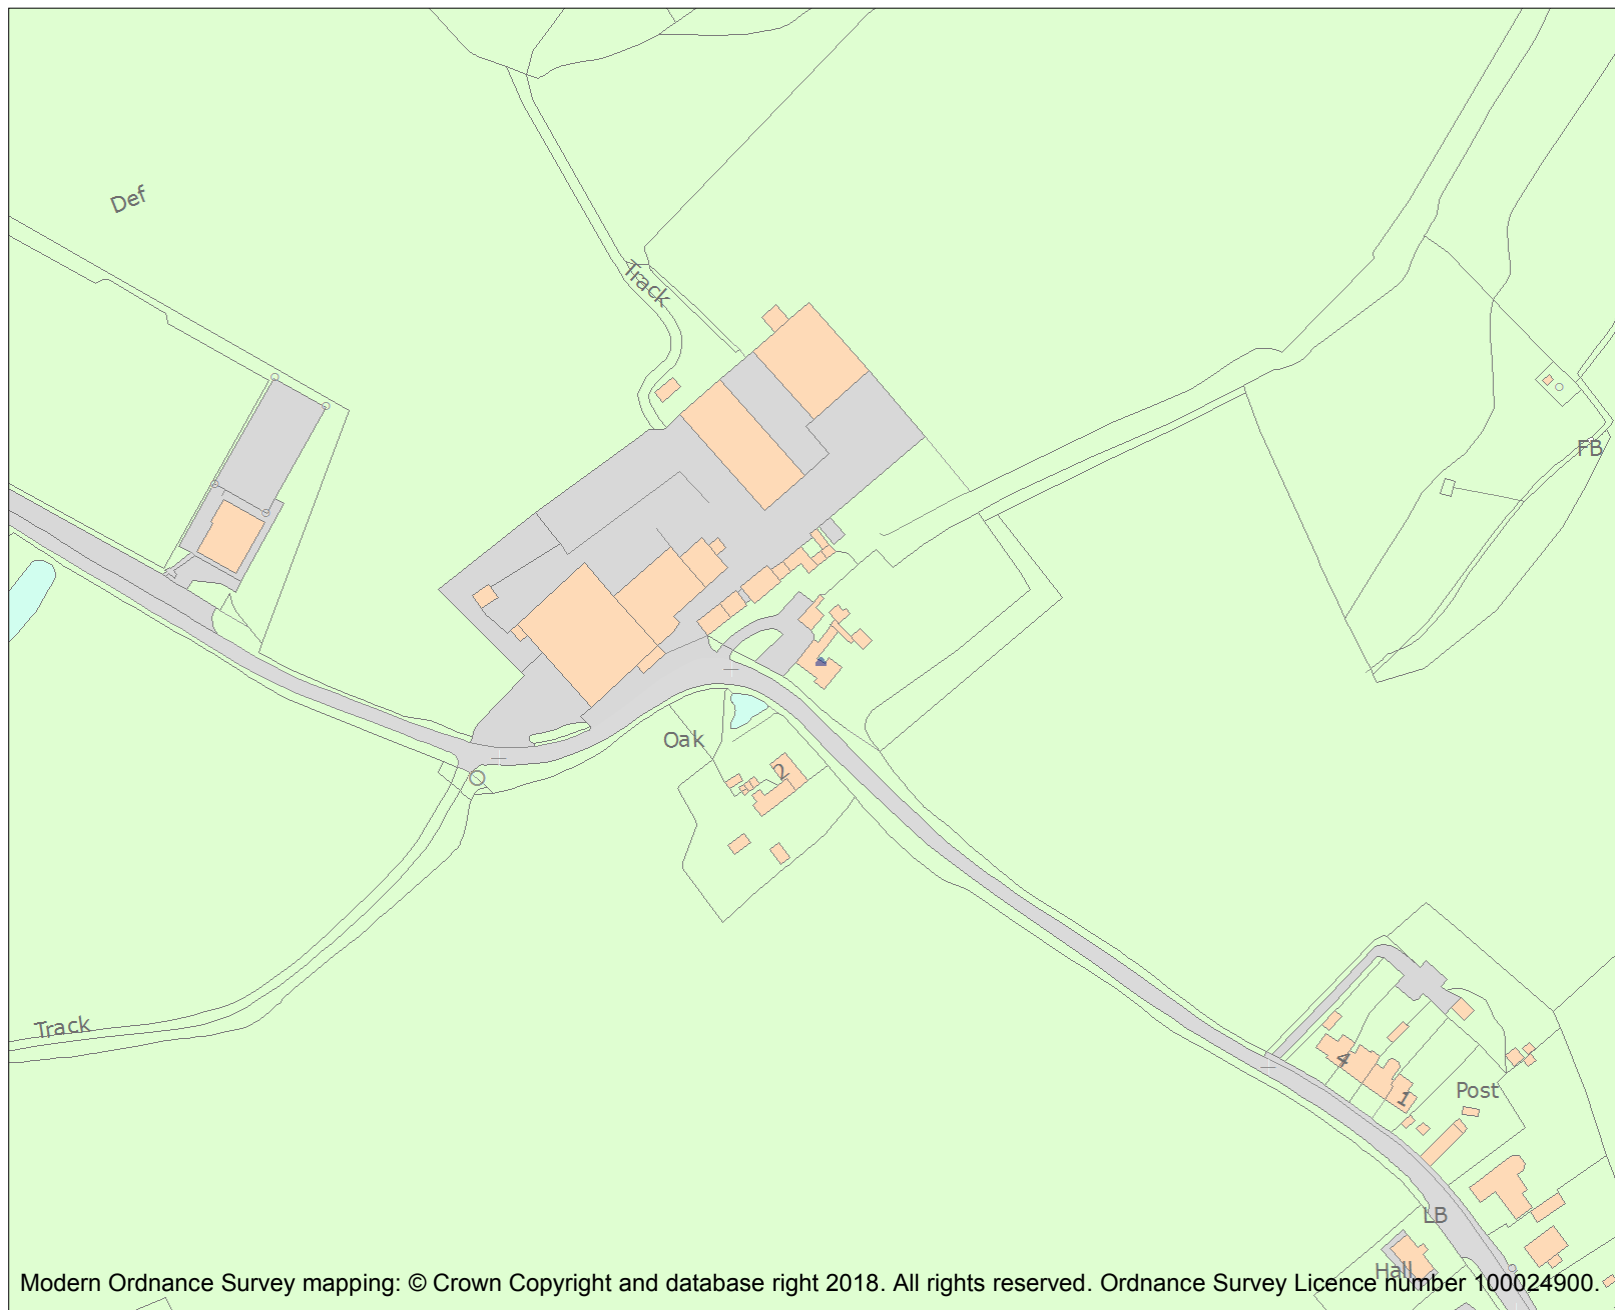 Def
Track
FB
Oak
2
Track
4
1
Post
LB
Hall
Modern Ordnance Survey mapping: © Crown Copyright and database right 2018. All rights reserved. Ordnance Survey Licence number 100024900.